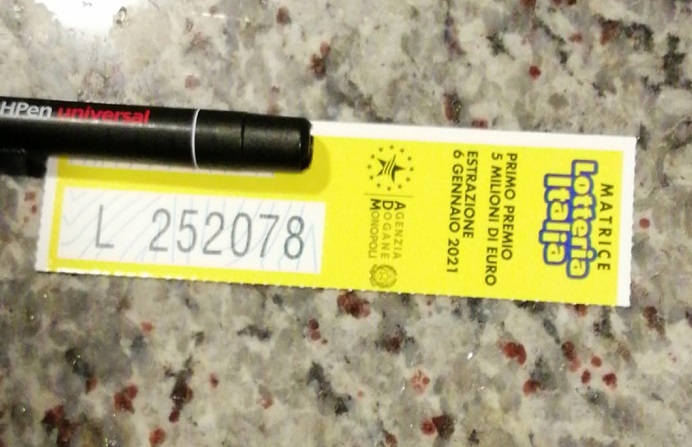 HPen universal
L 252078
MATRICE
Lotteria
Italia
PRIMO PREMIO
5 MILIONI DI EURO
ESTRAZIONE
6 GENNAIO 2021
AGENZIA
DOGANE
MONOPOLI